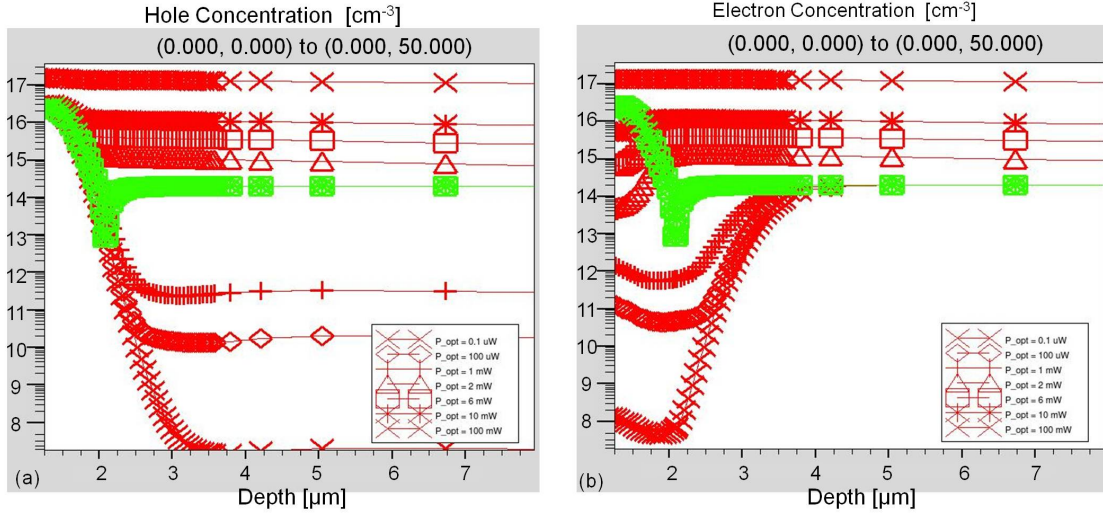 Hole Concentration [cm-3]
(0.000, 0.000) to (0.000, 50.000)
17
16
15
14
13
12
11
10
9
8
P_opt = 0.1 uW
P_opt = 100 uW
P_opt = 1 mW
P_opt = 2 mW
P_opt = 6 mW
P_opt = 10 mW
P_opt = 100 mW
2 3 4 5 6 7
(a)
Depth [µm]
Electron Concentration [cm-3]
(0.000, 0.000) to (0.000, 50.000)
17
16
15
14
13
12
11
10
9
8
P_opt = 0.1 uW
P_opt = 100 uW
P_opt = 1 mW
P_opt = 2 mW
P_opt = 6 mW
P_opt = 10 mW
P_opt = 100 mW
2 3 4 5 6 7
(b)
Depth [µm]